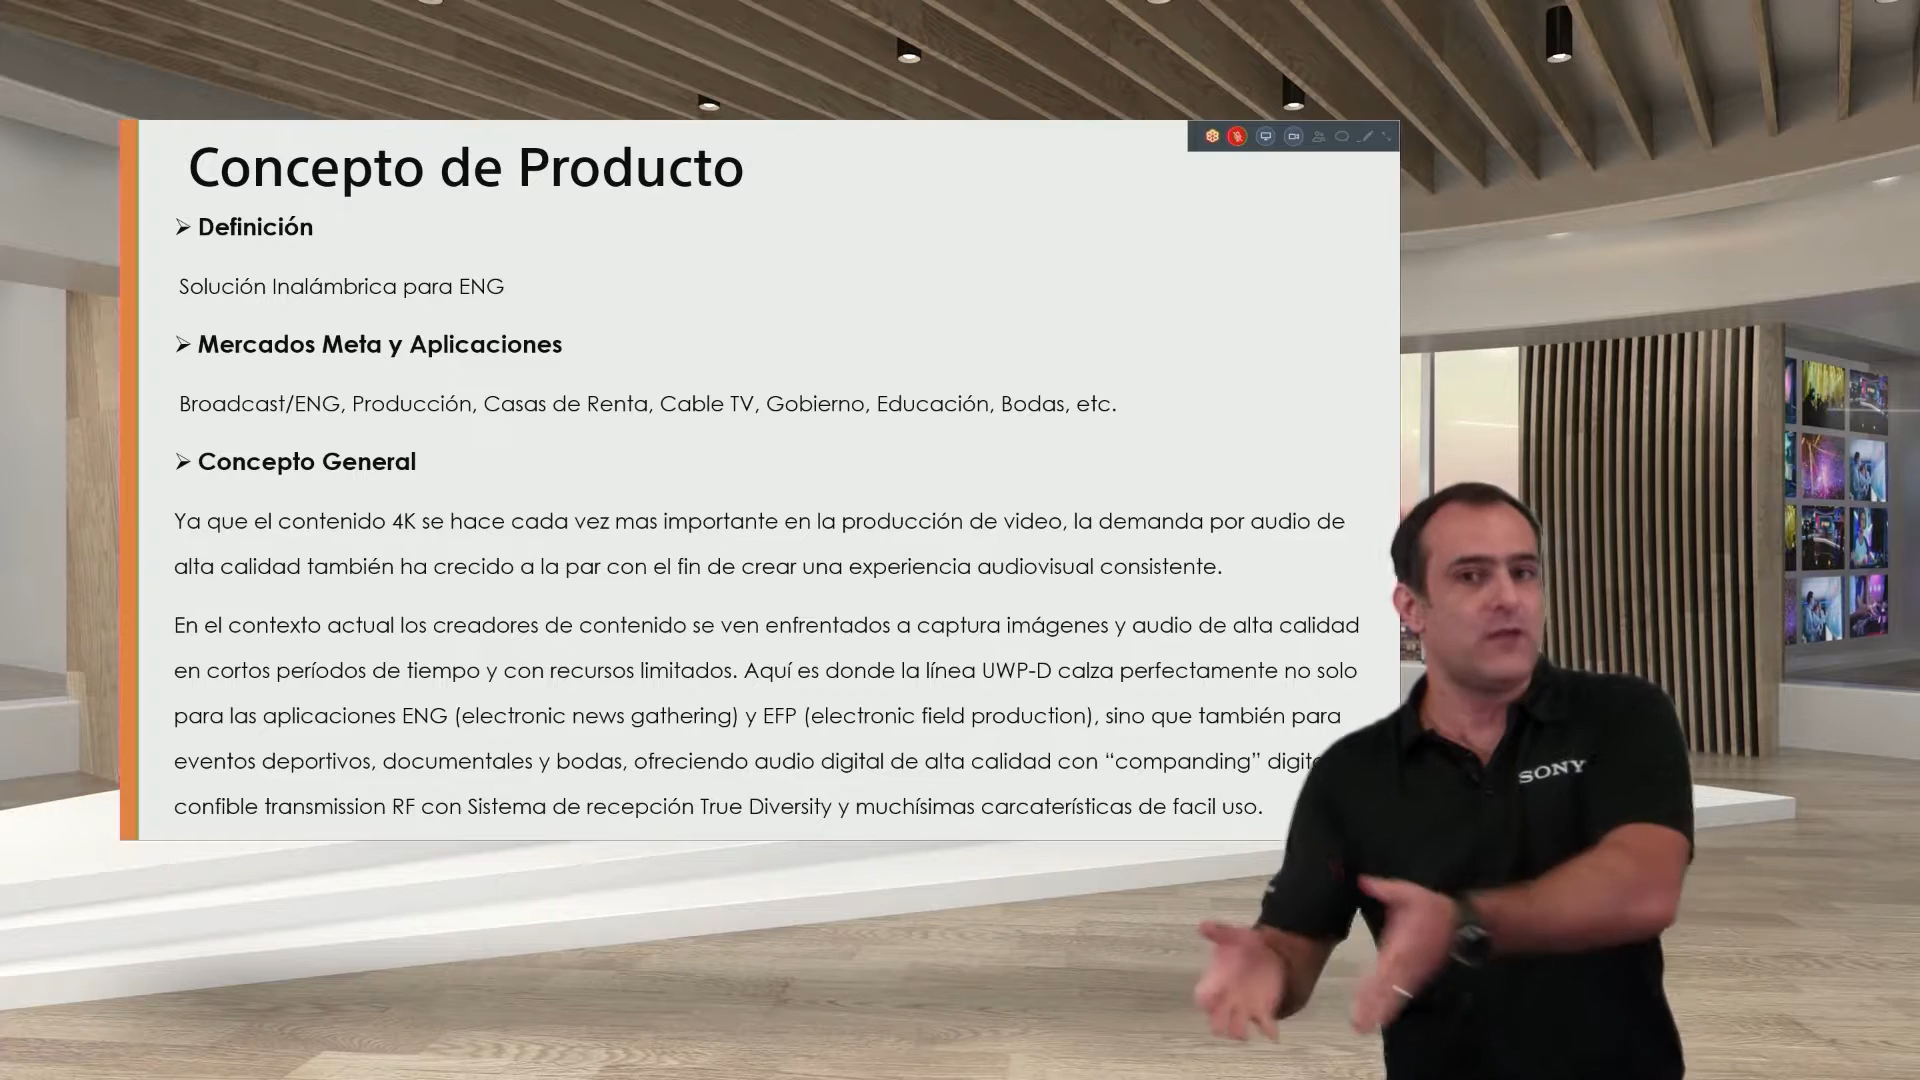 Concepto de Producto
➢ Definición
Solución Inalámbrica para ENG
➢ Mercados Meta y Aplicaciones
Broadcast/ENG, Producción, Casas de Renta, Cable TV, Gobierno, Educación, Bodas, etc.
➢ Concepto General
Ya que el contenido 4K se hace cada vez mas importante en la producción de video, la demanda por audio de
alta calidad también ha crecido a la par con el fin de crear una experiencia audiovisual consistente.
En el contexto actual los creadores de contenido se ven enfrentados a captura imágenes y audio de alta calidad
en cortos períodos de tiempo y con recursos limitados. Aquí es donde la línea UWP-D calza perfectamente no solo
para las aplicaciones ENG (electronic news gathering) y EFP (electronic field production), sino que también para
eventos deportivos, documentales y bodas, ofreciendo audio digital de alta calidad con “companding”
confible transmission RF con Sistema de recepción True Diversity y muchísimas carcaterísticas de facil uso.
SONY